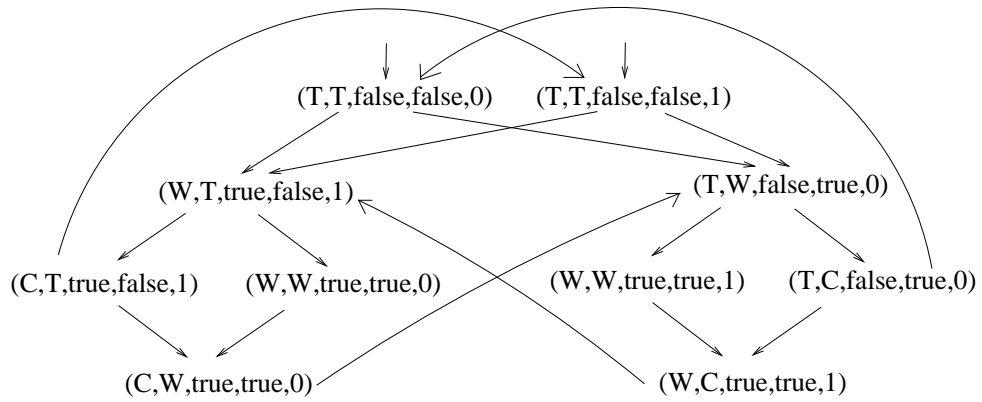 (T,T,false,false,0) (T,T,false,false,1)
(W,T,true,false,1) (T,W,false,true,0)
(C,T,true,false,1) (W,W,true,true,0) (W,W,true,true,1) (T,C,false,true,0)
(C,W,true,true,0) (W,C,true,true,1)